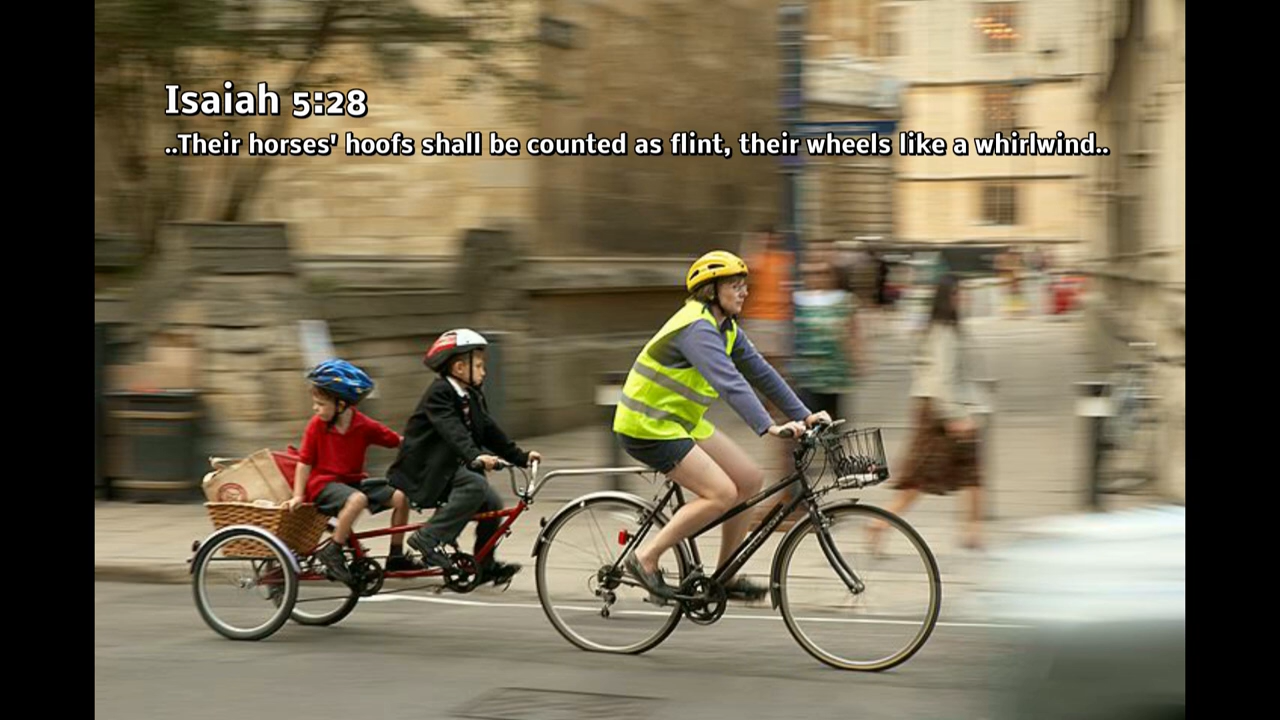 Isaiah 5:28
..Their horses' hoofs shall be counted as flint, their wheels like a whirlwind..